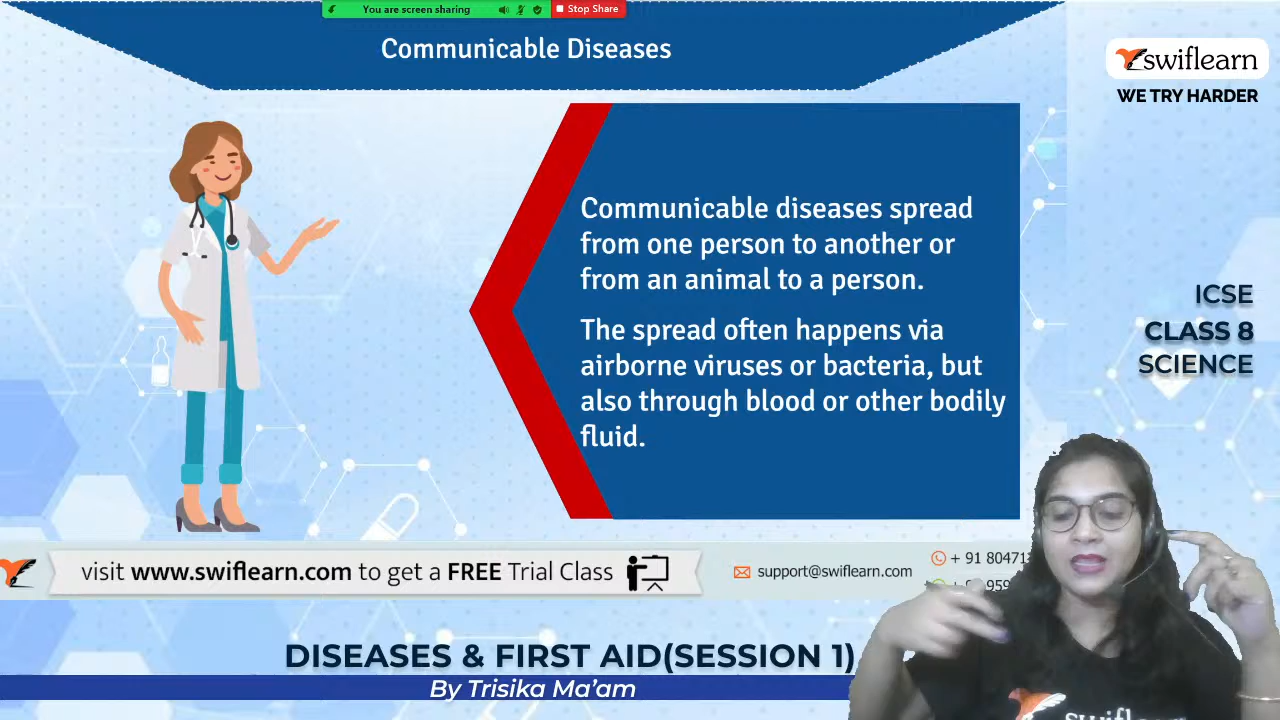 You are screen sharing
Stop Share
Communicable Diseases
swiflearn
WE TRY HARDER
Communicable diseases spread
from one person to another or
from an animal to a person.
The spread often happens via
airborne viruses or bacteria, but
also through blood or other bodily
fluid.
ICSE
CLASS 8
SCIENCE
visit www.swiflearn.com to get a FREE Trial Class
support@swiflearn.com
+ 91 80471
DISEASES & FIRST AID(SESSION 1)
By Trisika Ma'am
swiflearn